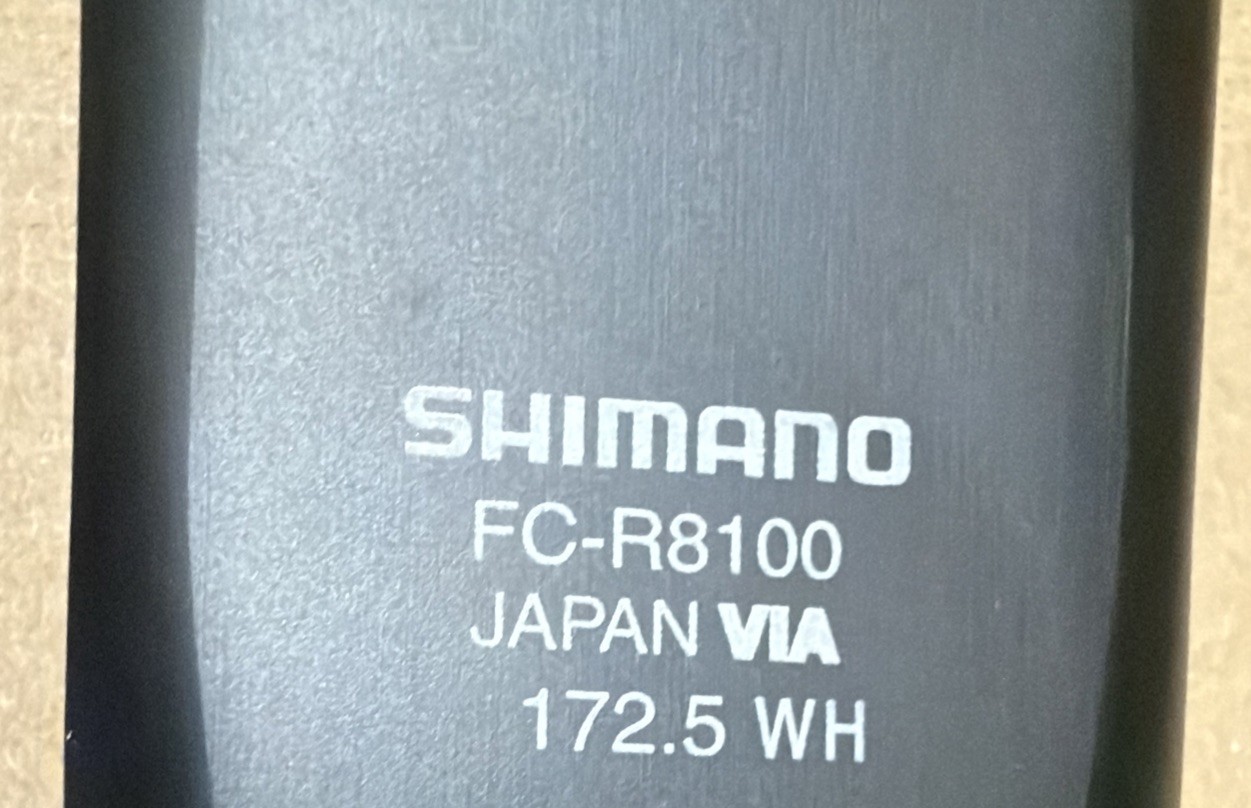 SHIMANO
FC-R8100
JAPAN VIA
172.5 WH